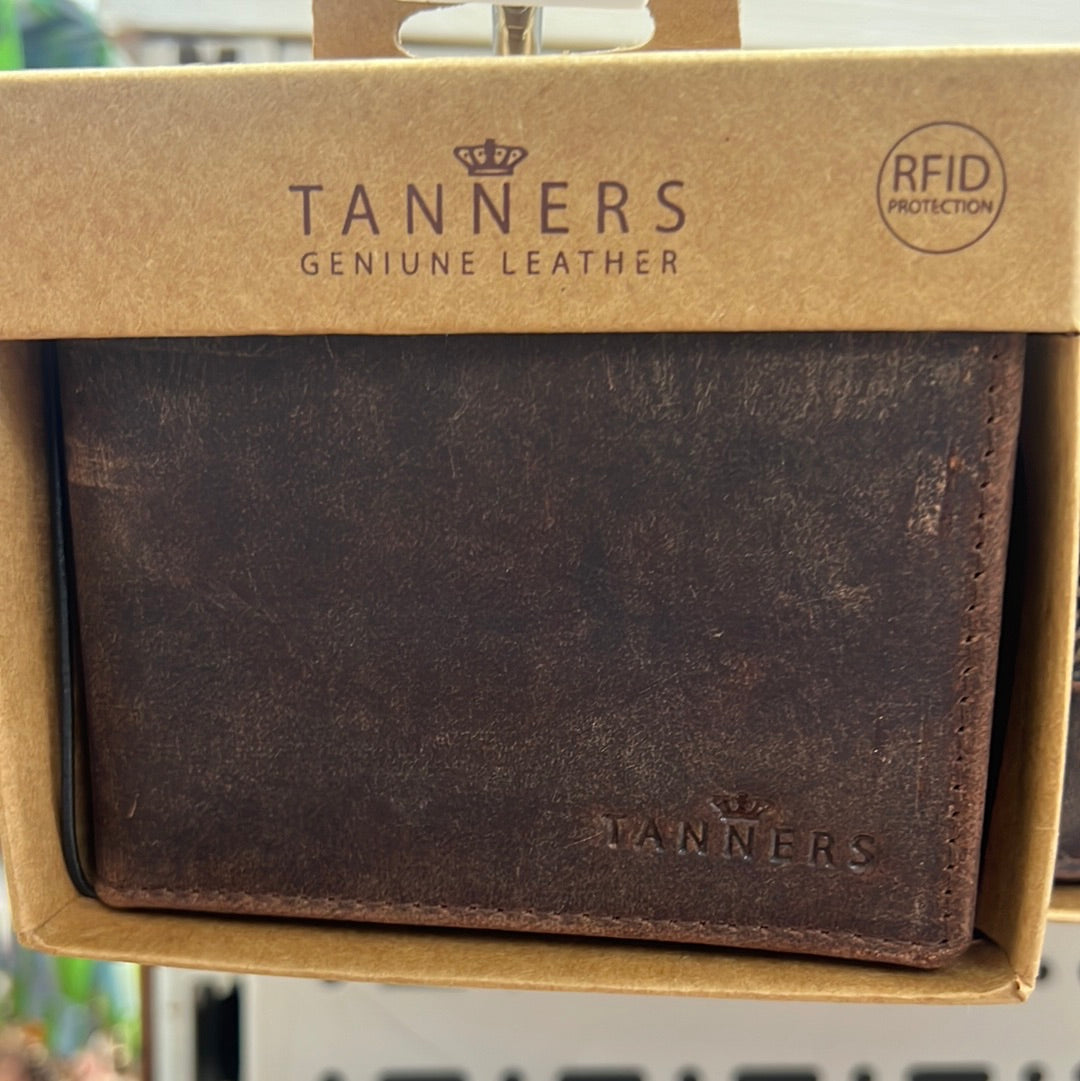 TANNERS
GENIUNE LEATHER
RFID
PROTECTION
TANNERS